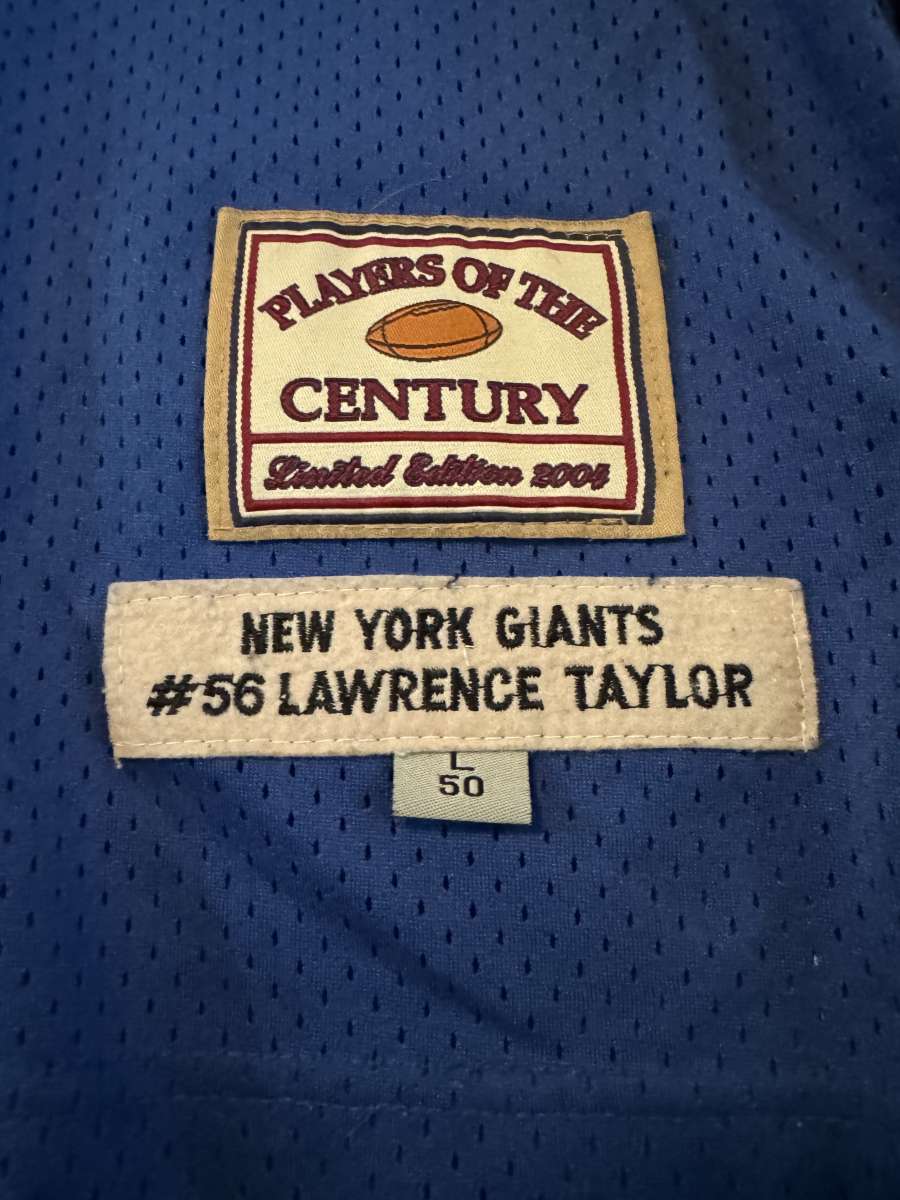 PLAYERS OF THE
CENTURY
Limited Edition 2004
NEW YORK GIANTS
#56 LAWRENCE TAYLOR
L
50